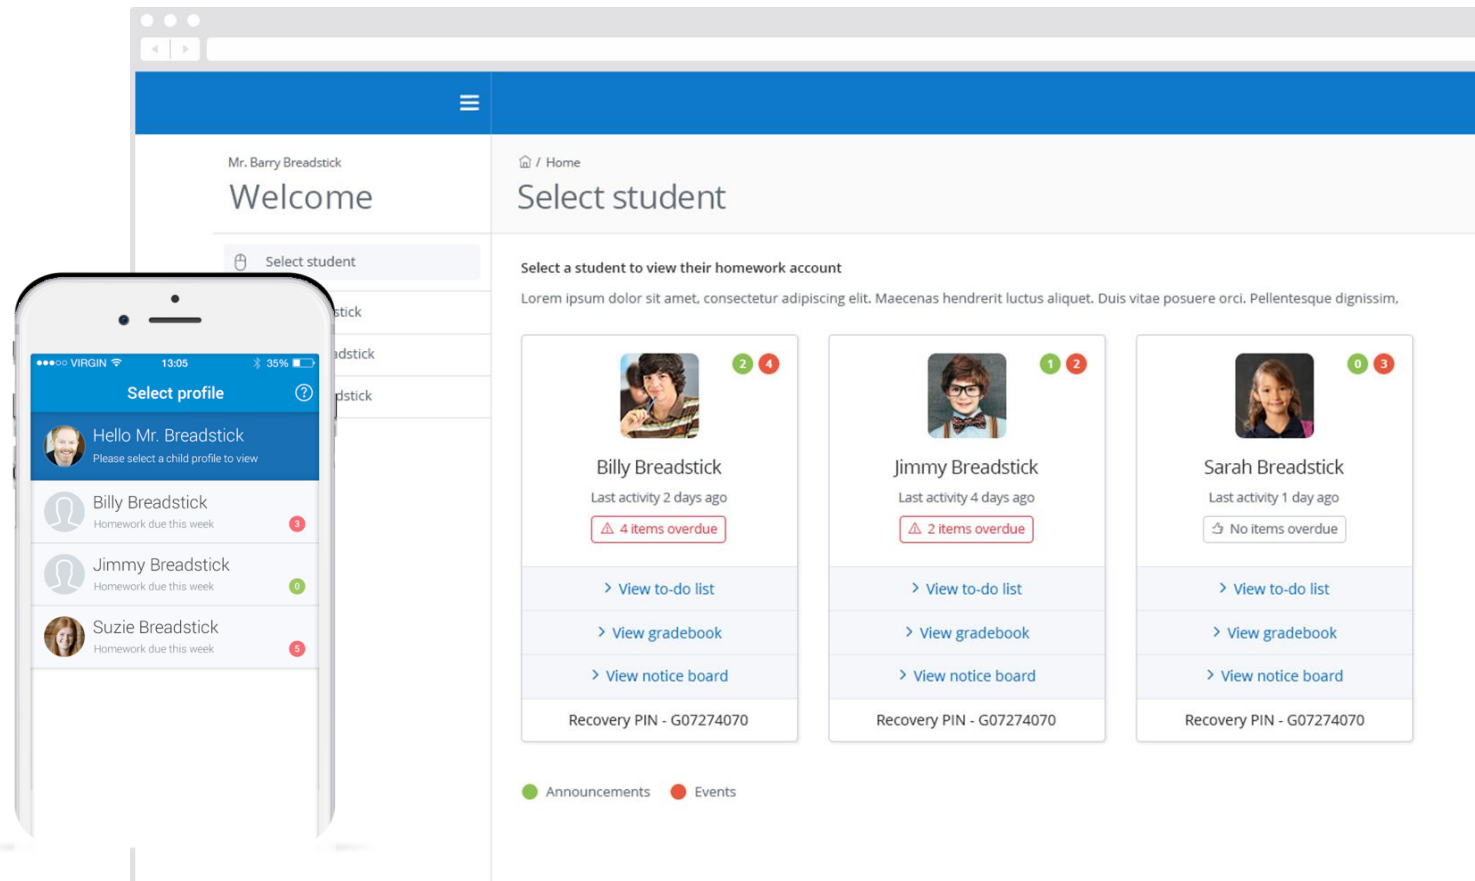 Mr. Barry Breadstick
Welcome
Select student
stick
adstick
dstick
/ Home
Select student
Select a student to view their homework account
Lorem ipsum dolor sit amet, consectetur adipiscing elit. Maecenas hendrerit luctus aliquet. Duis vitae posuere orci. Pellentesque dignissim,
2 4
Billy Breadstick
Last activity 2 days ago
4 items overdue
View to-do list
View gradebook
View notice board
Recovery PIN - G07274070
1 2
Jimmy Breadstick
Last activity 4 days ago
2 items overdue
View to-do list
View gradebook
View notice board
Recovery PIN - G07274070
0 3
Sarah Breadstick
Last activity 1 day ago
No items overdue
View to-do list
View gradebook
View notice board
Recovery PIN - G07274070
Announcements Events
VIRGIN 13:05 35%
Select profile ?
Hello Mr. Breadstick
Please select a child profile to view
Billy Breadstick
Homework due this week 3
Jimmy Breadstick
Homework due this week 0
Suzie Breadstick
Homework due this week 5